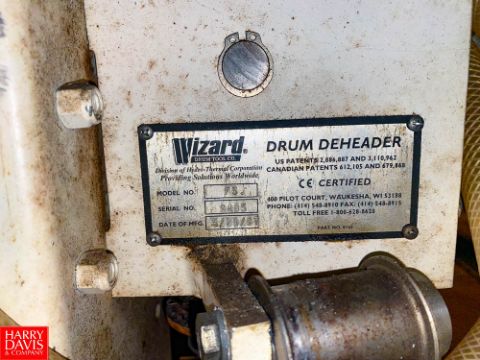 Wizard® DRUM DEHEADER
DRUM TOOL CO.
US PATENTS 2,886,887 AND 3,110,962
Division of Hydro-Thermal Corporation
CANADIAN PATENTS 612,105 AND 679,868
Providing Solutions Worldwide.
CE CERTIFIED
MODEL NO.
400 PILOT COURT, WAUKESHA, WI 53188
SERIAL NO.
PHONE: (414) 548-8910 FAX: (414) 548-8915
TOLL FREE 1-800-628-8628
DATE OF MFG.
PART NO.
HARRY
DAVIS
& COMPANY